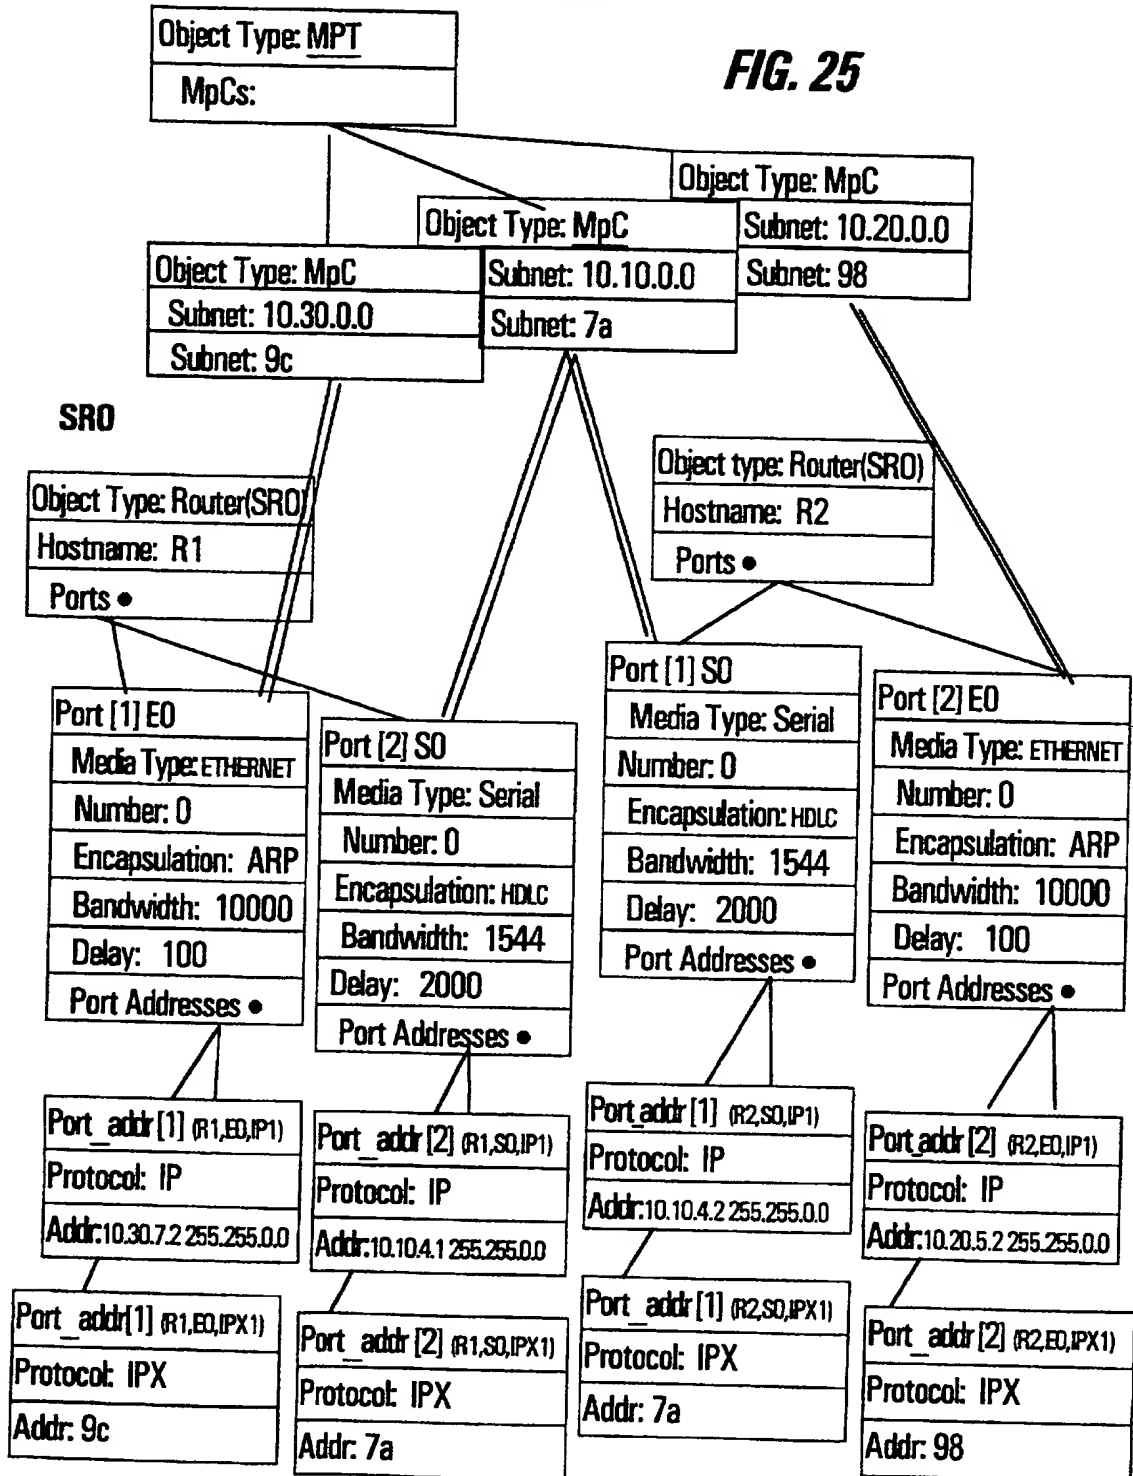 Object Type: MPT
MpCs:
FIG. 25
Object Type: MpC
Subnet: 10.20.0.0
Subnet: 98
Object Type: MpC
Subnet: 10.10.0.0
Subnet: 7a
Object Type: MpC
Subnet: 10.30.0.0
Subnet: 9c
SRO
Object Type: Router(SRO)
Hostname: R1
Ports •
Object type: Router(SRO)
Hostname: R2
Ports •
Port [1] E0
Media Type: ETHERNET
Number: 0
Encapsulation: ARP
Bandwidth: 10000
Delay: 100
Port Addresses •
Port [2] S0
Media Type: Serial
Number: 0
Encapsulation: HDLC
Bandwidth: 1544
Delay: 2000
Port Addresses •
Port [1] S0
Media Type: Serial
Number: 0
Encapsulation: HDLC
Bandwidth: 1544
Delay: 2000
Port Addresses •
Port [2] E0
Media Type: ETHERNET
Number: 0
Encapsulation: ARP
Bandwidth: 10000
Delay: 100
Port Addresses •
Port_addr [1] (R1,E0,IP1)
Protocol: IP
Addr:10.30.7.2 255.255.0.0
Port_addr [2] (R1,S0,IP1)
Protocol: IP
Addr:10.10.4.1 255.255.0.0
Port_addr [1] (R2,S0,IP1)
Protocol: IP
Addr:10.10.4.2 255.255.0.0
Port_addr [2] (R2,E0,IP1)
Protocol: IP
Addr:10.20.5.2 255.255.0.0
Port_addr[1] (R1,E0,IPX1)
Protocol: IPX
Addr: 9c
Port_addr [2] (R1,S0,IPX1)
Protocol: IPX
Addr: 7a
Port_addr [1] (R2,S0,IPX1)
Protocol: IPX
Addr: 7a
Port_addr [2] (R2,E0,IPX1)
Protocol: IPX
Addr: 98